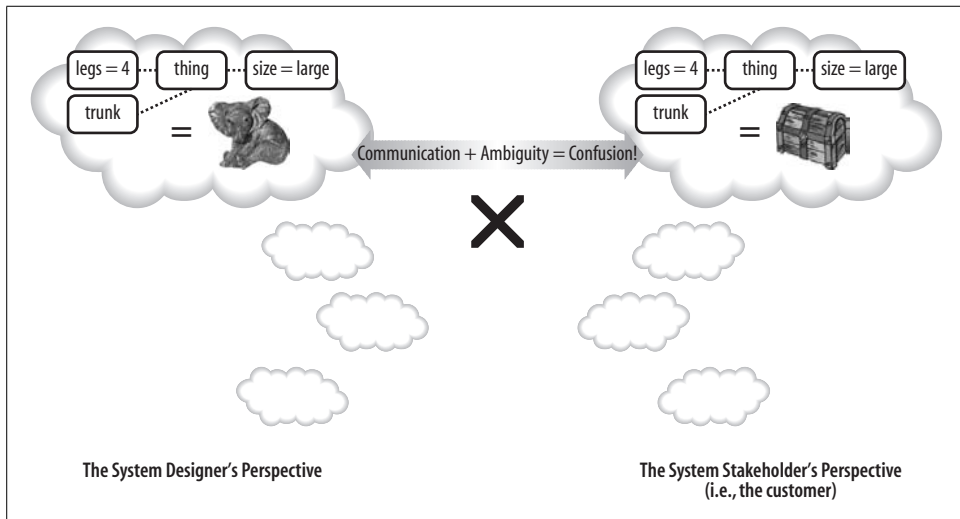 legs = 4 thing size = large
trunk
=
legs = 4 thing size = large
trunk
=
Communication + Ambiguity = Confusion!
The System Designer's Perspective
The System Stakeholder's Perspective
(i.e., the customer)